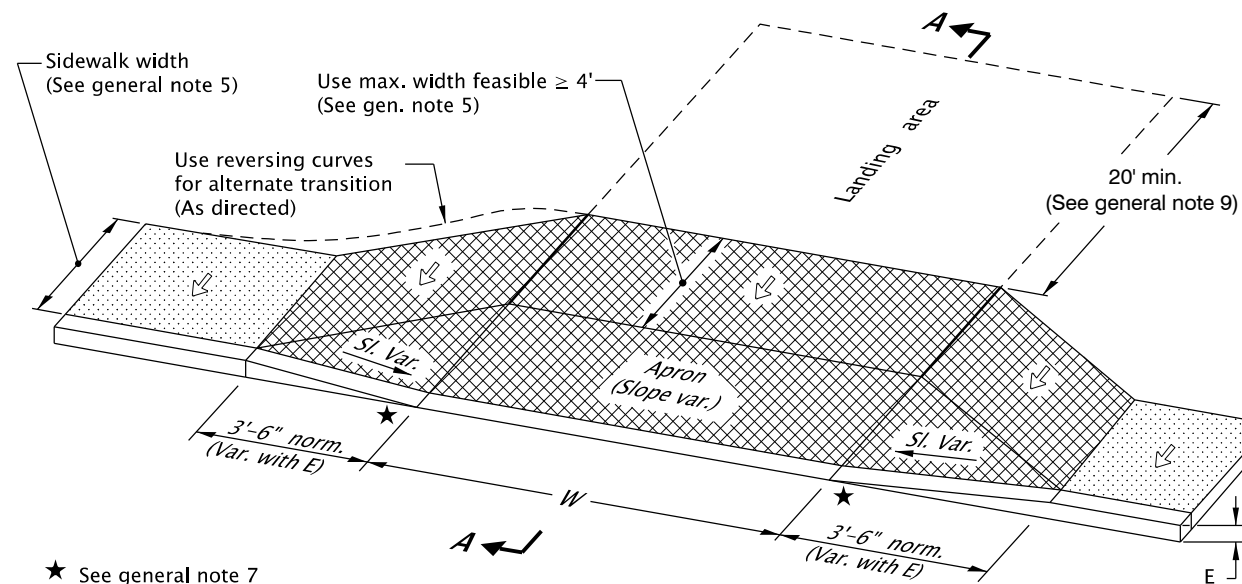 A
Sidewalk width
(See general note 5)
Use max. width feasible ≥ 4'
(See gen. note 5)
Landing area
Use reversing curves
for alternate transition
(As directed)
20' min.
(See general note 9)
Sl. Var.
Apron
(Slope var.)
Sl. Var.
3'-6" norm.
(Var. with E)
W
A
3'-6" norm.
(Var. with E)
E
★ See general note 7